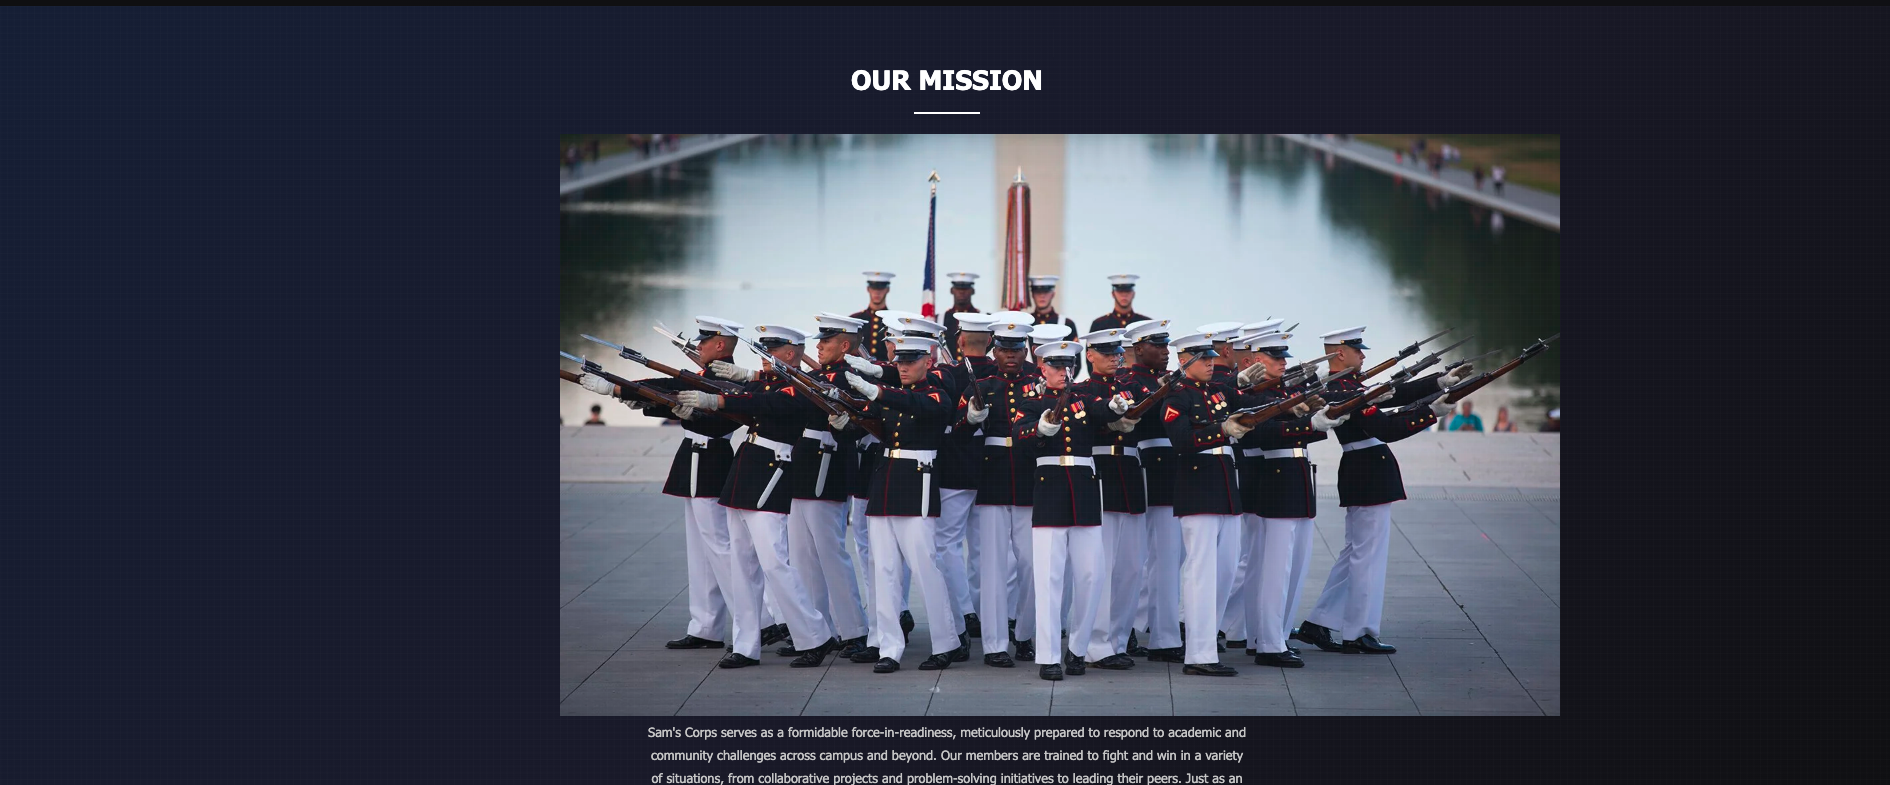 OUR MISSION
Sam's Corps serves as a formidable force-in-readiness, meticulously prepared to respond to academic and
community challenges across campus and beyond. Our members are trained to fight and win in a variety
of situations, from collaborative projects and problem-solving initiatives to leading their peers. Just as an